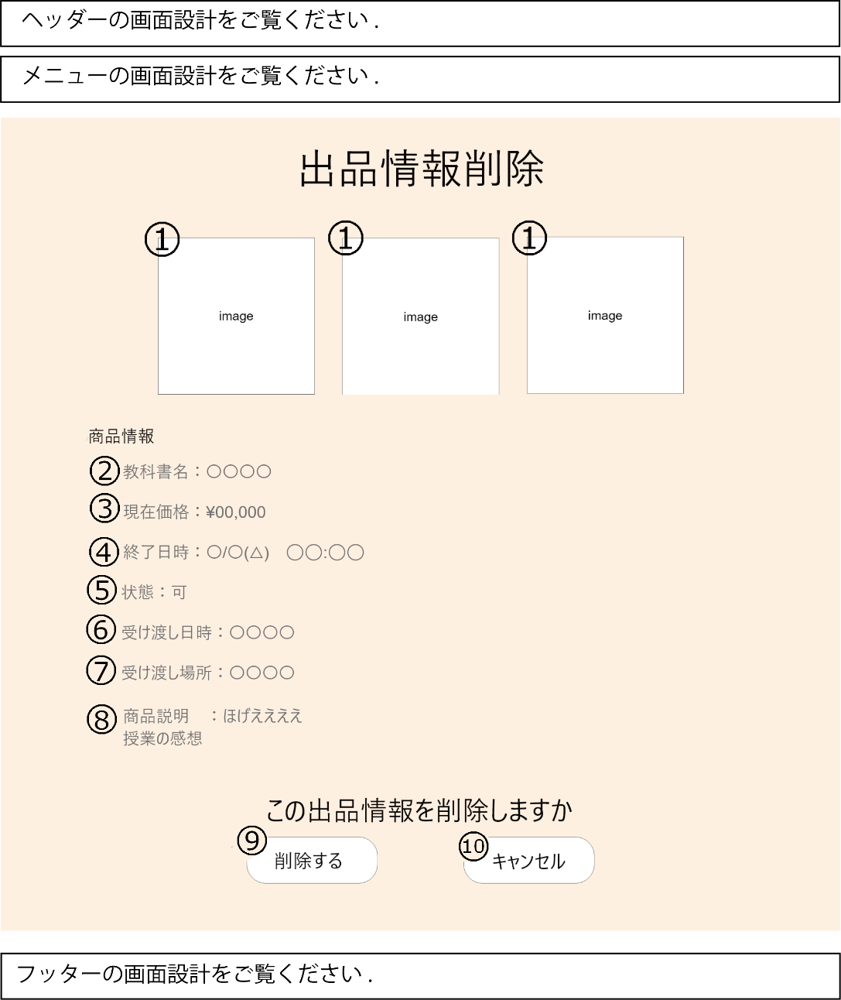 ヘッダーの画面設計をご覧ください.
メニューの画面設計をご覧ください.
出品情報削除
① ① ①
image image image
商品情報
②教科書名：〇〇〇〇
③現在価格：¥00,000
④終了日時：〇/〇(△)　〇〇:〇〇
⑤状態：可
⑥受け渡し日時：〇〇〇〇
⑦受け渡し場所：〇〇〇〇
⑧商品説明　：ほげええええ
授業の感想
この出品情報を削除しますか
⑨削除する ⑩キャンセル
フッターの画面設計をご覧ください.